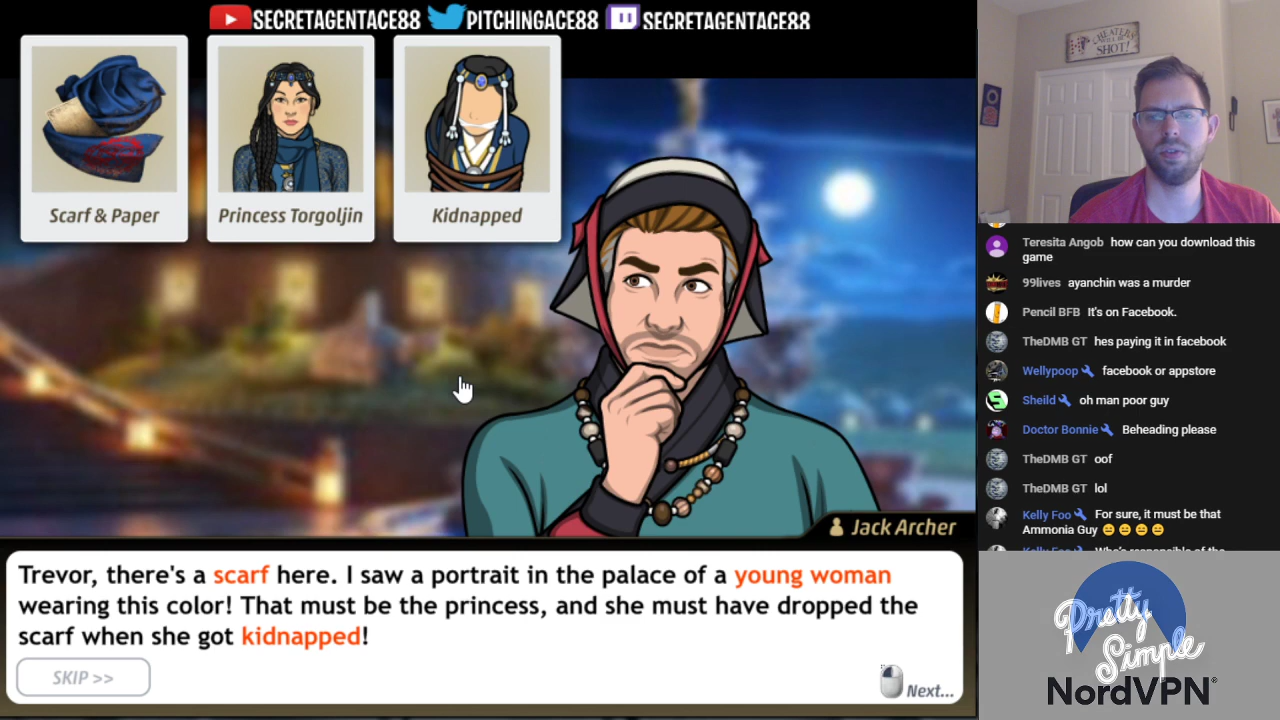 SECRETAGENTACE88 PITCHINGACE88 SECRETAGENTACE88
Scarf & Paper
Princess Torgoljin
Kidnapped
Jack Archer
Trevor, there's a scarf here. I saw a portrait in the palace of a young woman
wearing this color! That must be the princess, and she must have dropped the
scarf when she got kidnapped!
SKIP >>
Next...
CHEATERS
WILL BE
SHOT!
Teresita Angob how can you download this
game
99lives ayanchin was a murder
Pencil BFB It's on Facebook.
TheDMB GT hes paying it in facebook
Wellypoop facebook or appstore
Sheild oh man poor guy
Doctor Bonnie Beheading please
TheDMB GT oof
TheDMB GT lol
Kelly Foo For sure, it must be that
Ammonia Guy 😑😑😑😑
Pretty
Simple
NordVPN®